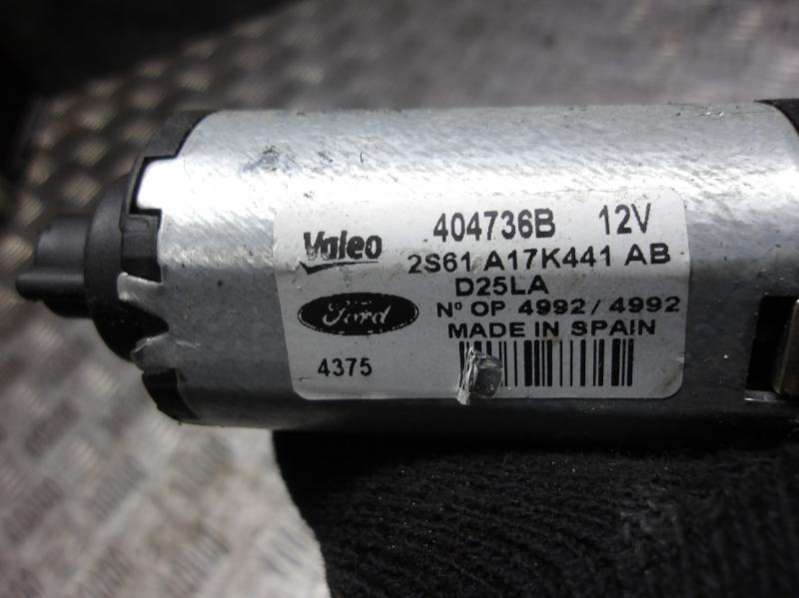 Valeo 404736B 12V
2S61 A17K441 AB
D25LA
Ford Nº OP 4992 / 4992
MADE IN SPAIN
4375